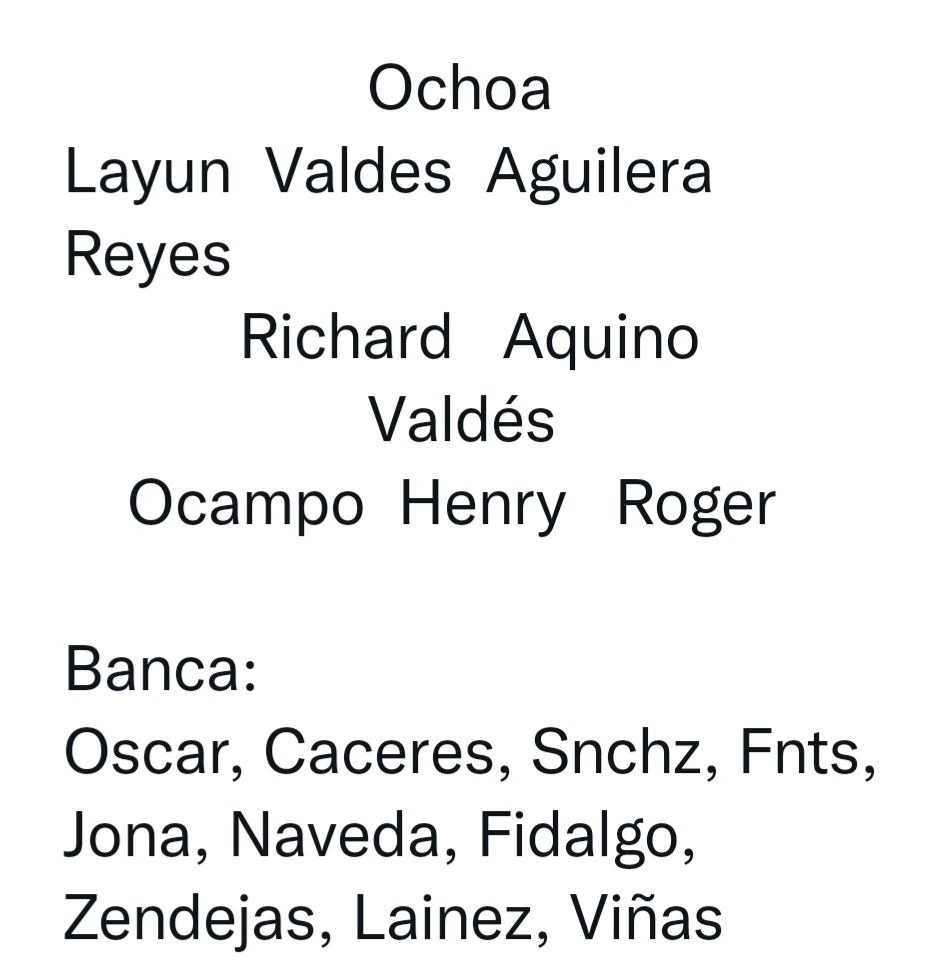 Ochoa
Layun Valdes Aguilera
Reyes
Richard Aquino
Valdés
Ocampo Henry Roger
Banca:
Oscar, Caceres, Snchz, Fnts,
Jona, Naveda, Fidalgo,
Zendejas, Lainez, Viñas